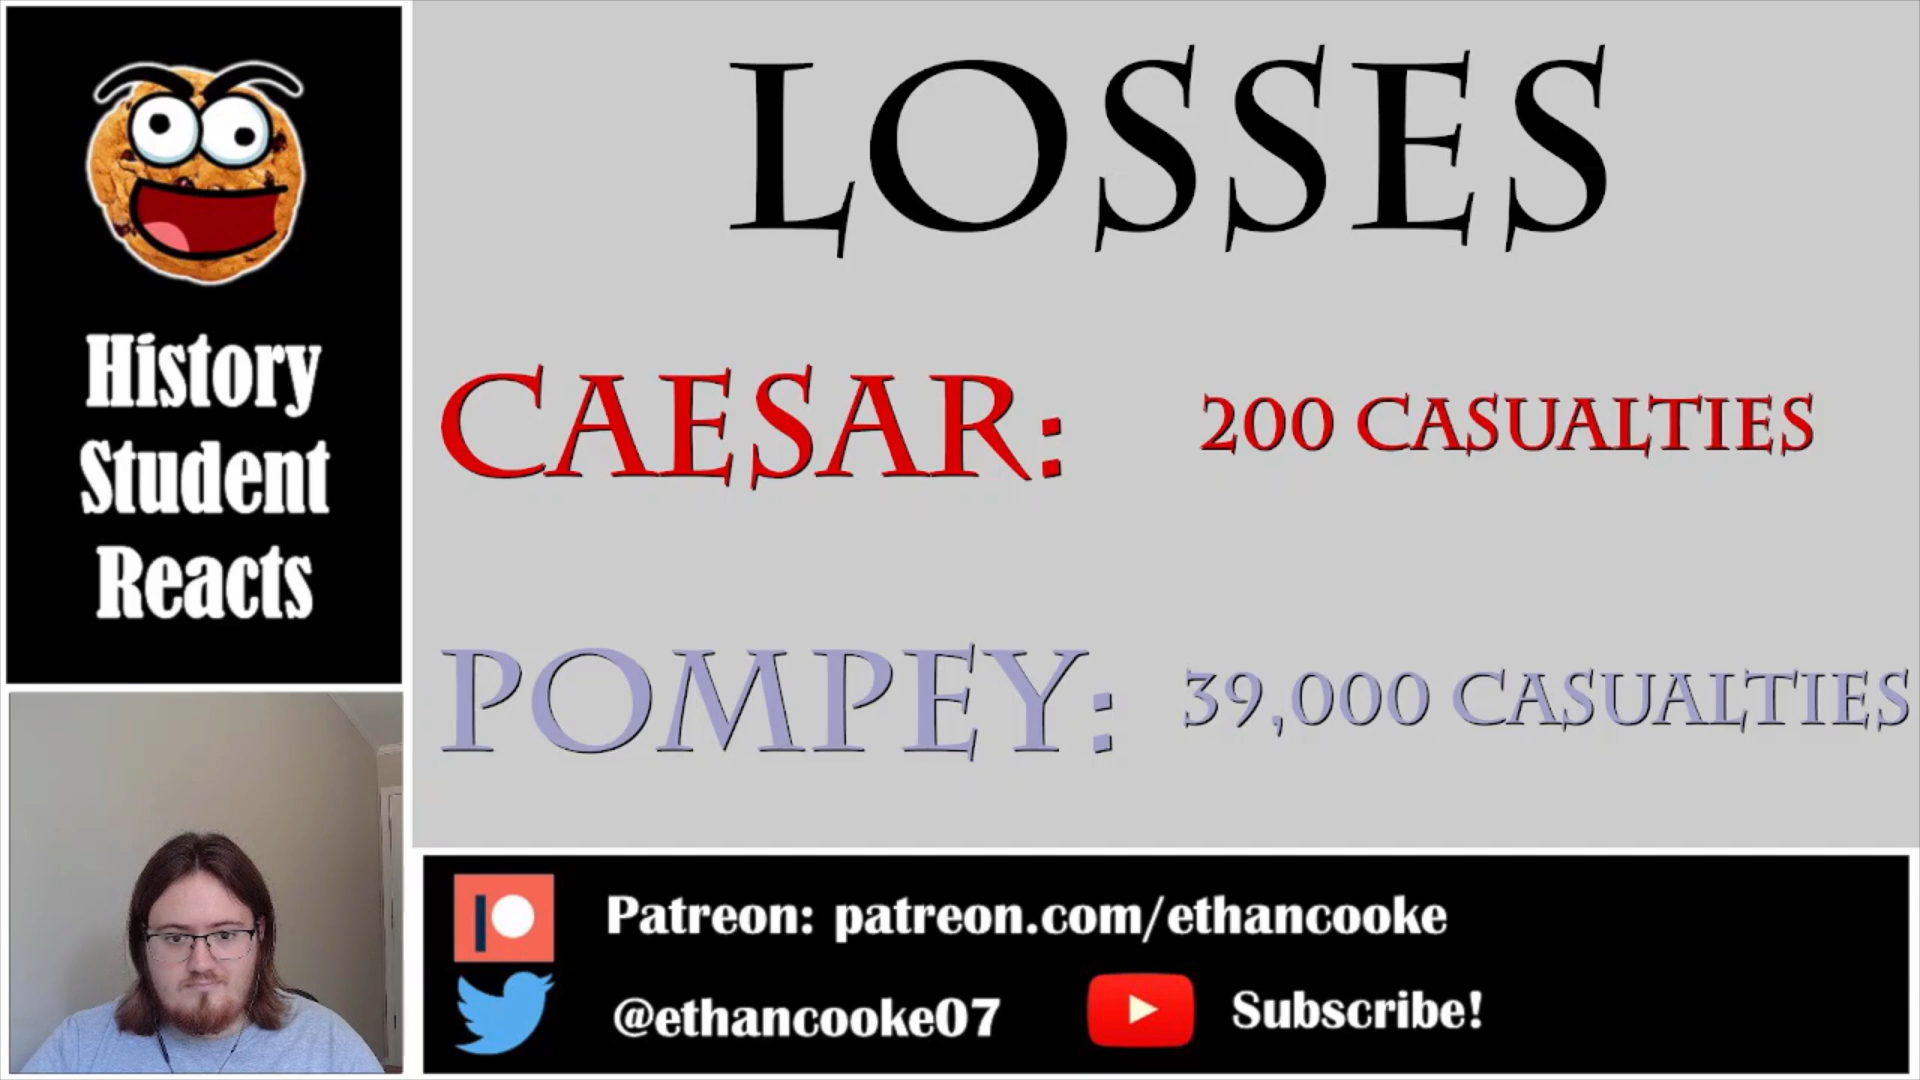 History
Student
Reacts
LOSSES
CAESAR: 200 CASUALTIES
POMPEY: 39,000 CASUALTIES
Patreon: patreon.com/ethancooke
@ethancooke07 Subscribe!